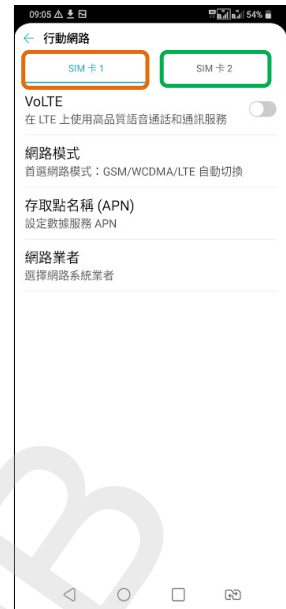 09:05 54%
行動網路
SIM 卡 1 SIM 卡 2
VoLTE
在 LTE 上使用高品質語音通話和通訊服務
網路模式
首選網路模式：GSM/WCDMA/LTE 自動切換
存取點名稱 (APN)
設定數據服務 APN
網路業者
選擇網路系統業者